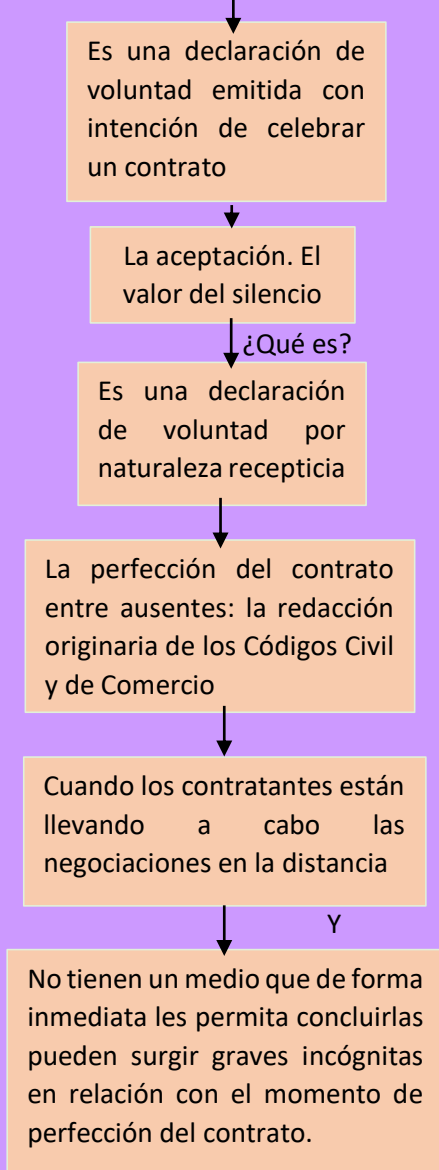 Es una declaración de
voluntad emitida con
intención de celebrar
un contrato
La aceptación. El
valor del silencio
¿Qué es?
Es una declaración
de voluntad por
naturaleza recepticia
La perfección del contrato
entre ausentes: la redacción
originaria de los Códigos Civil
y de Comercio
Cuando los contratantes están
llevando a cabo las
negociaciones en la distancia
Y
No tienen un medio que de forma
inmediata les permita concluirlas
pueden surgir graves incógnitas
en relación con el momento de
perfección del contrato.